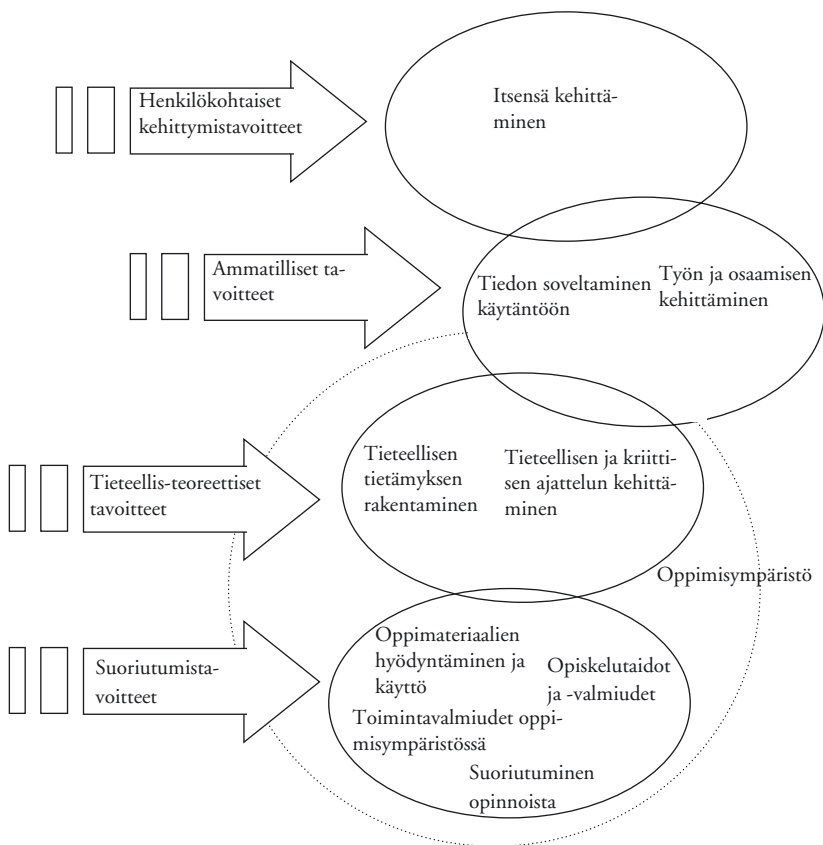 Henkilökohtaiset
kehittymistavoitteet
Itsensä kehittä-
minen
Ammatilliset ta-
voitteet
Tiedon soveltaminen
käytäntöön
Työn ja osaamisen
kehittäminen
Tieteellis-teoreettiset
tavoitteet
Tieteellisen
tietämyksen
rakentaminen
Tieteellisen ja kriitti-
sen ajattelun kehittä-
minen
Oppimisympäristö
Suoriutumista-
voitteet
Oppimateriaalien
hyödyntäminen ja
käyttö
Opiskelutaidot
ja -valmiudet
Toimintavalmiudet oppi-
misympäristössä
Suoriutuminen
opinnoista